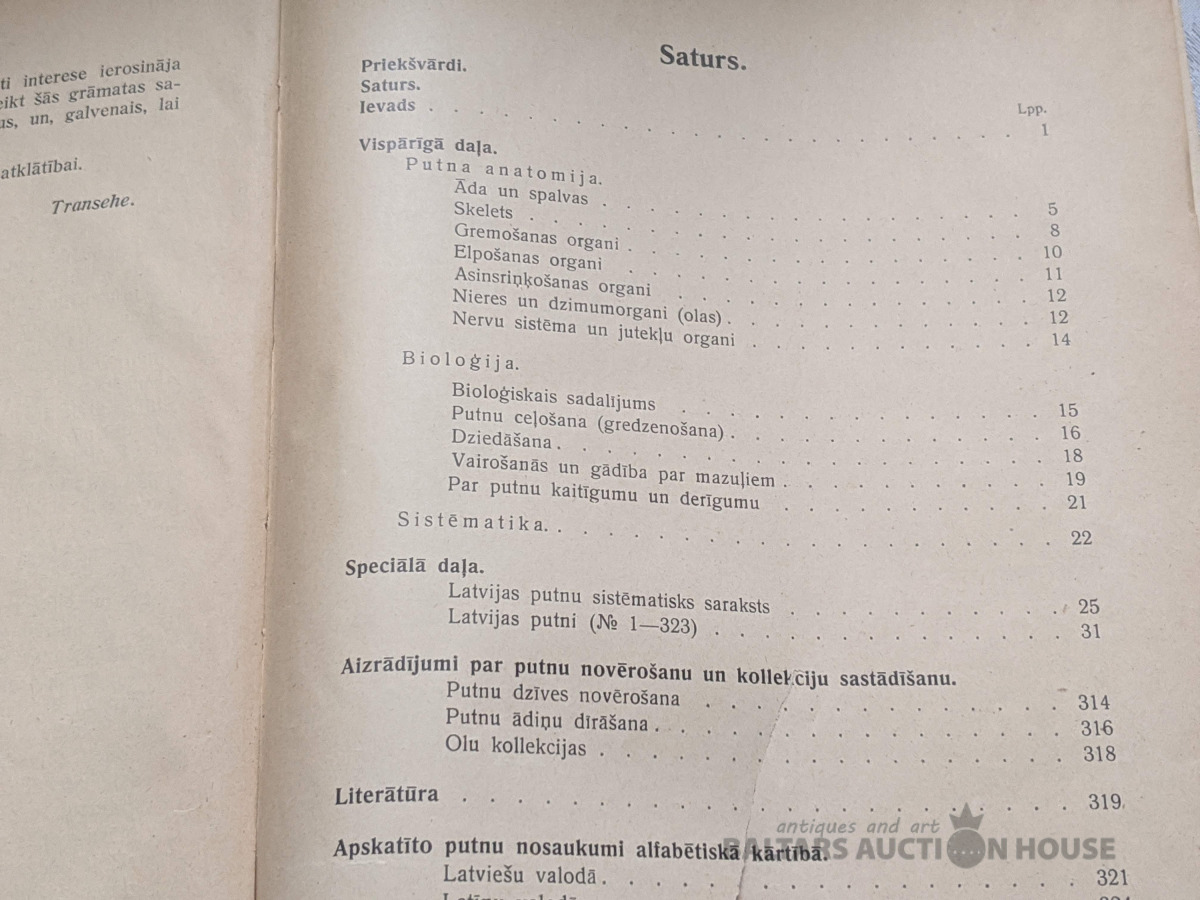 ti interese ierosināja
eikt šās grāmatas sa-
us, un, galvenais, lai
atklātībai.
Transehe.
Saturs.
Priekšvārdi.
Saturs.
Lpp.
Ievads . . . . . . . . . . . . . . . . . 1
Vispārīgā daļa.
Putna anatomija.
Āda un spalvas . . . . . . . . . . . . . 5
Skelets . . . . . . . . . . . . . . . . 8
Gremošanas organi . . . . . . . . . . . . 10
Elpošanas organi . . . . . . . . . . . . 11
Asinsriņķošanas organi . . . . . . . . . . . 12
Nieres un dzimumorgani (olas) . . . . . . . . . 12
Nervu sistēma un jutekļu organi . . . . . . . . . 14
Bioloģija.
Bioloģiskais sadalījums . . . . . . . . . . . 15
Putnu ceļošana (gredzenošana) . . . . . . . . . 16
Dziedāšana . . . . . . . . . . . . . . . 18
Vairošanās un gādība par mazuļiem . . . . . . . . 19
Par putnu kaitīgumu un derīgumu . . . . . . . . 21
Sistēmatika. . . . . . . . . . . . . . . . 22
Speciālā daļa.
Latvijas putnu sistēmatisks saraksts . . . . . . . . 25
Latvijas putni (№ 1—323) . . . . . . . . . . . 31
Aizrādījumi par putnu novērošanu un kollekciju sastādīšanu.
Putnu dzīves novērošana . . . . . . . . . . . 314
Putnu ādiņu dīrāšana . . . . . . . . . . . . 316
Olu kollekcijas . . . . . . . . . . . . . . 318
Literātūra . . . . . . . . . . . . . . . . . 319
Apskatīto putnu nosaukumi alfabētiskā kārtībā.
Latviešu valodā . . . . . . . . . . . . . . 321
antiques and art
BALTARS AUCTION HOUSE